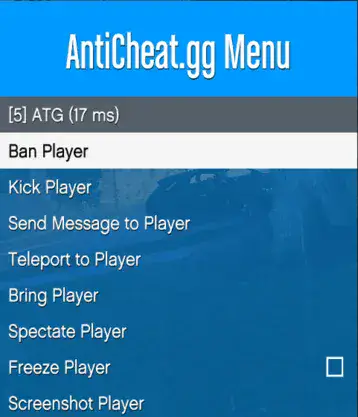 AntiCheat.gg Menu
[5] ATG (17 ms)
Ban Player
Kick Player
Send Message to Player
Teleport to Player
Bring Player
Spectate Player
Freeze Player
Screenshot Player